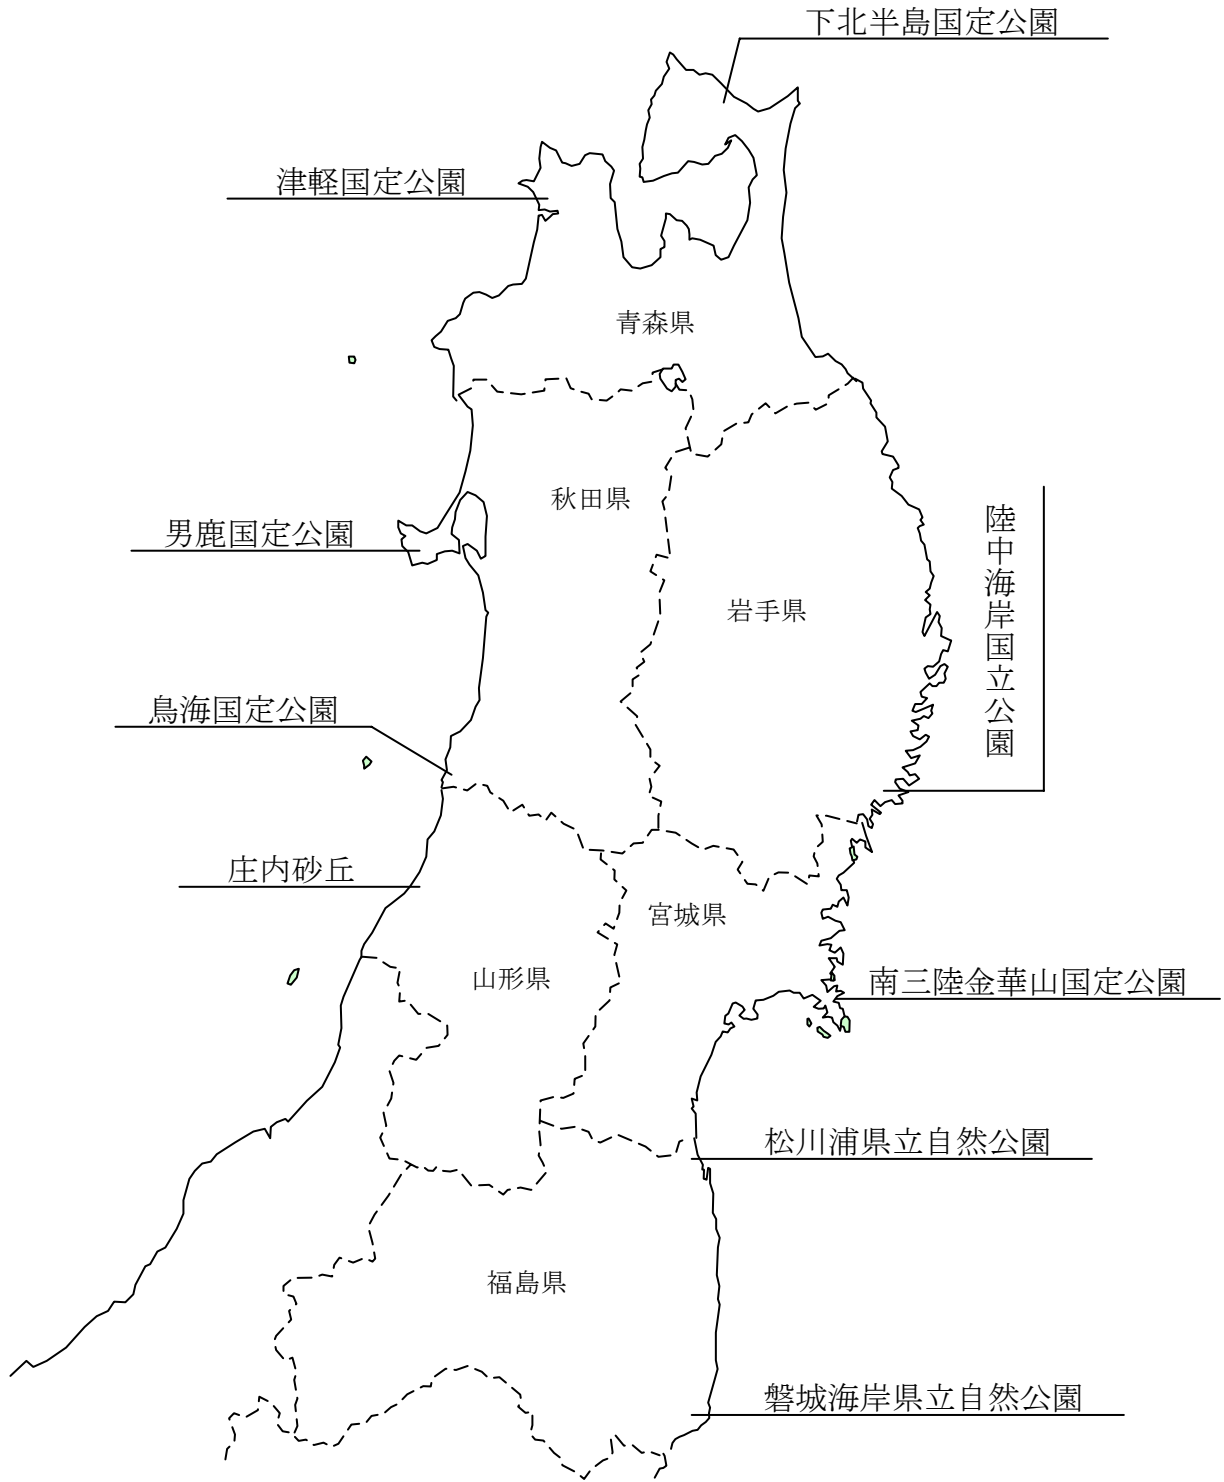 下北半島国定公園
津軽国定公園
青森県
秋田県
男鹿国定公園
陸中海岸国立公園
岩手県
鳥海国定公園
庄内砂丘
宮城県
山形県
南三陸金華山国定公園
松川浦県立自然公園
福島県
磐城海岸県立自然公園